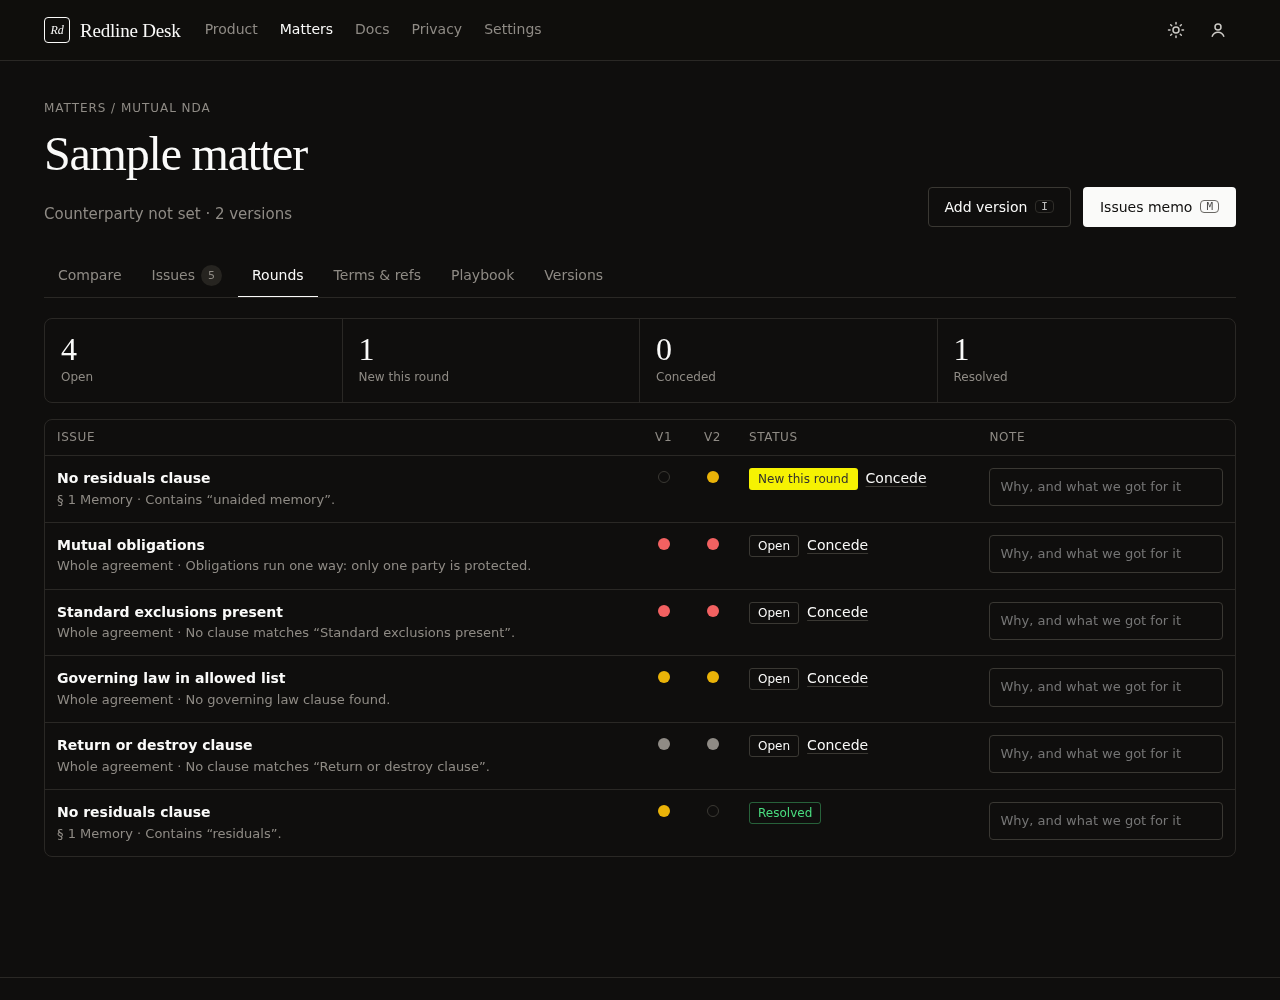 Rd Redline Desk Product Matters Docs Privacy Settings
MATTERS / MUTUAL NDA
Sample matter
Counterparty not set · 2 versions
Add version I Issues memo M
Compare Issues 5 Rounds Terms & refs Playbook Versions
4 1 0 1
Open New this round Conceded Resolved
ISSUE V1 V2 STATUS NOTE
No residuals clause New this round Concede Why, and what we got for it
§ 1 Memory · Contains “unaided memory”.
Mutual obligations Open Concede Why, and what we got for it
Whole agreement · Obligations run one way: only one party is protected.
Standard exclusions present Open Concede Why, and what we got for it
Whole agreement · No clause matches “Standard exclusions present”.
Governing law in allowed list Open Concede Why, and what we got for it
Whole agreement · No governing law clause found.
Return or destroy clause Open Concede Why, and what we got for it
Whole agreement · No clause matches “Return or destroy clause”.
No residuals clause Resolved Why, and what we got for it
§ 1 Memory · Contains “residuals”.